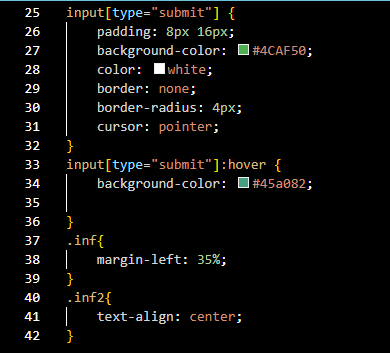 25 input[type="submit"] {
26     padding: 8px 16px;
27     background-color: #4CAF50;
28     color: white;
29     border: none;
30     border-radius: 4px;
31     cursor: pointer;
32 }
33 input[type="submit"]:hover {
34     background-color: #45a082;
35
36 }
37 .inf{
38     margin-left: 35%;
39 }
40 .inf2{
41     text-align: center;
42 }